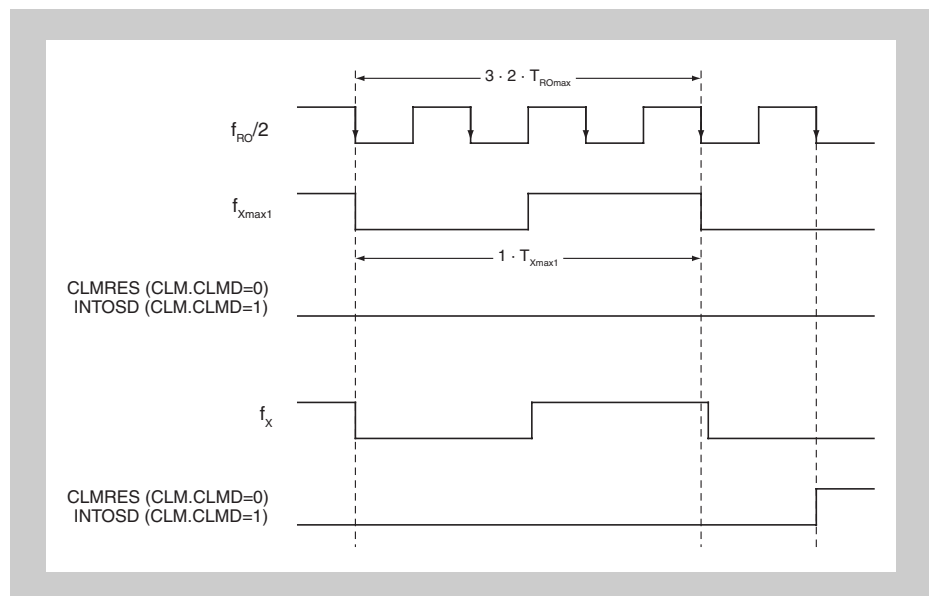 3 · 2 · T_ROmax
f_RO/2
f_Xmax1
1 · T_Xmax1
CLMRES (CLM.CLMD=0)
INTOSD (CLM.CLMD=1)
f_X
CLMRES (CLM.CLMD=0)
INTOSD (CLM.CLMD=1)